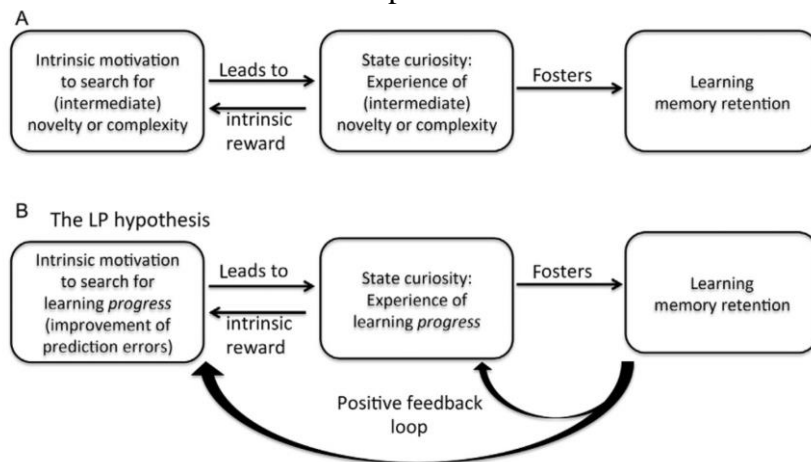 A
Intrinsic motivation
to search for
(intermediate)
novelty or complexity
Leads to
intrinsic
reward
State curiosity:
Experience of
(intermediate)
novelty or complexity
Fosters
Learning
memory retention
B
The LP hypothesis
Intrinsic motivation
to search for
learning progress
(improvement of
prediction errors)
Leads to
intrinsic
reward
State curiosity:
Experience of
learning progress
Fosters
Learning
memory retention
Positive feedback
loop